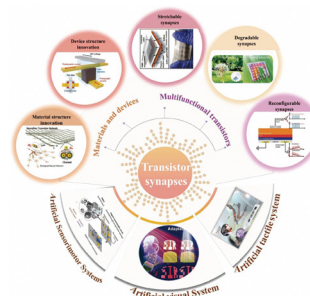 Stretchable
synapses
Device structure
innovation
Degradable
synapses
Material structure
innovation
Reconfigurable
synapses
Materials and devices
Multifunctional transistors
Transistor
synapses
Artificial Sensorimotor Systems
Artificial visual System
Artificial tactile system